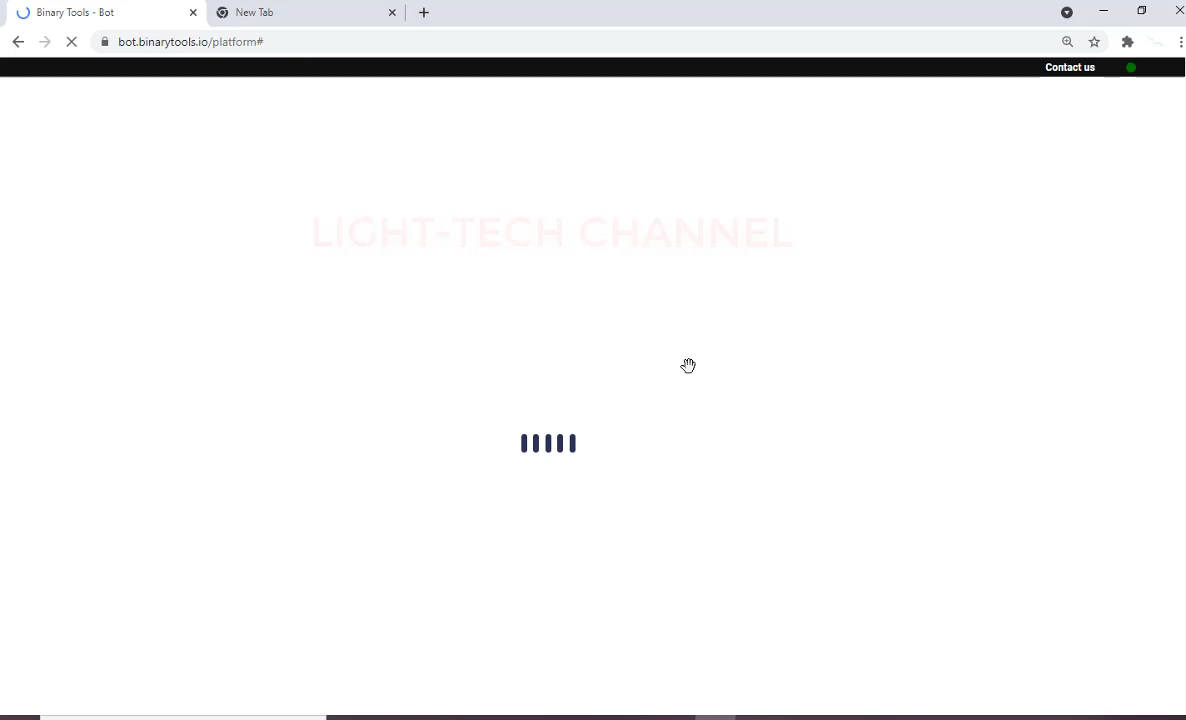 Binary Tools - Bot
New Tab
bot.binarytools.io/platform#
Contact us
LIGHT-TECH CHANNEL